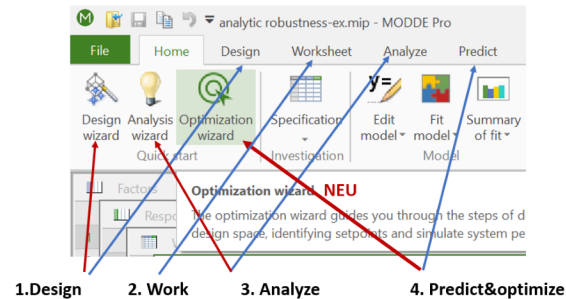 analytic robustness-ex.mip - MODDE Pro
File Home Design Worksheet Analyze Predict
Design wizard
Analysis wizard
Optimization wizard
Specification
Edit model
Fit model
Summary of fit
Quick start
Investigation
Model
Factors
Optimization wizard NEU
Respo
The optimization wizard guides you through the steps of d
design space, identifying setpoints and simulate system pe
1.Design 2. Work 3. Analyze 4. Predict&optimize